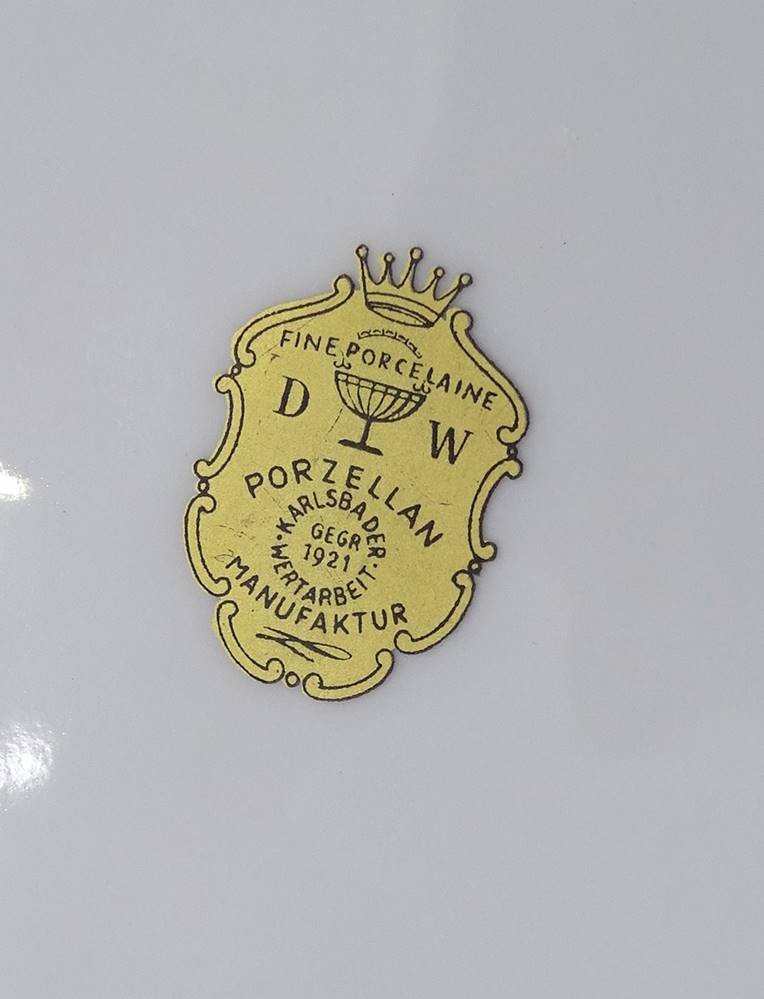 FINE PORCELAINE
D W
PORZELLAN
KARLSBADER
GEGR
1921
WERTARBEIT
MANUFAKTUR